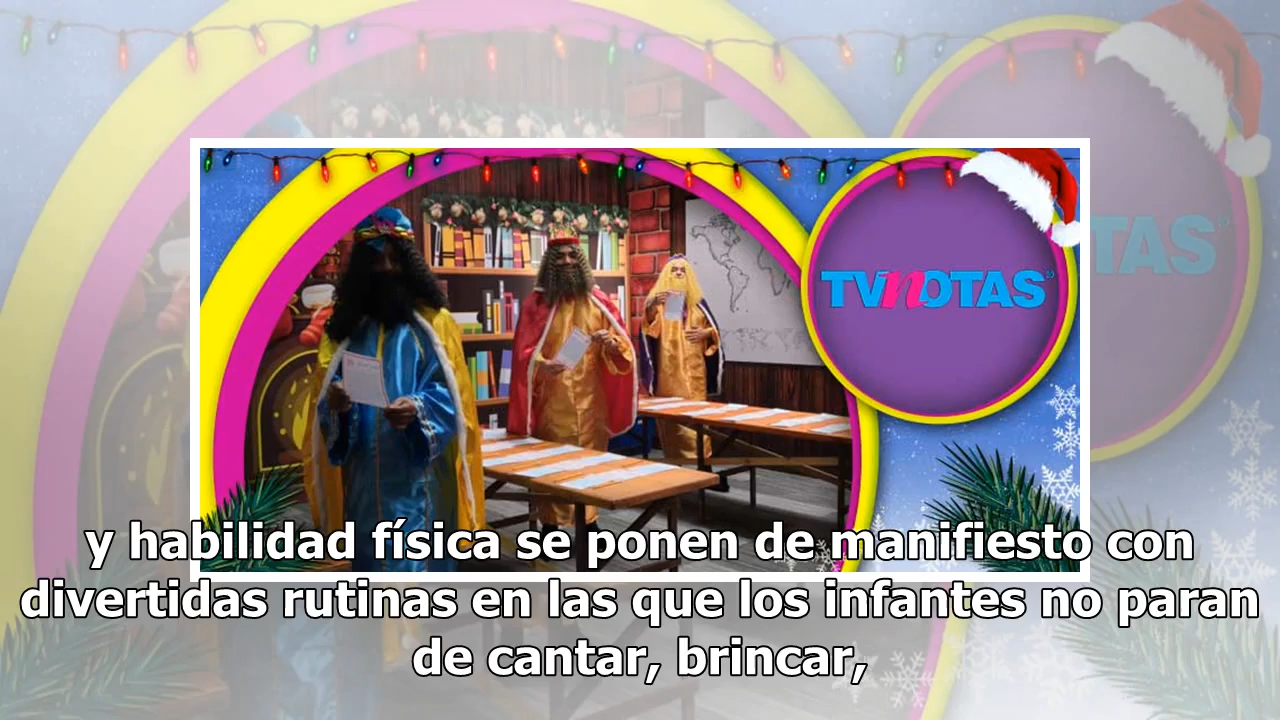 TVNOTAS
TAS
y habilidad física se ponen de manifiesto con
divertidas rutinas en las que los infantes no paran
de cantar, brincar,